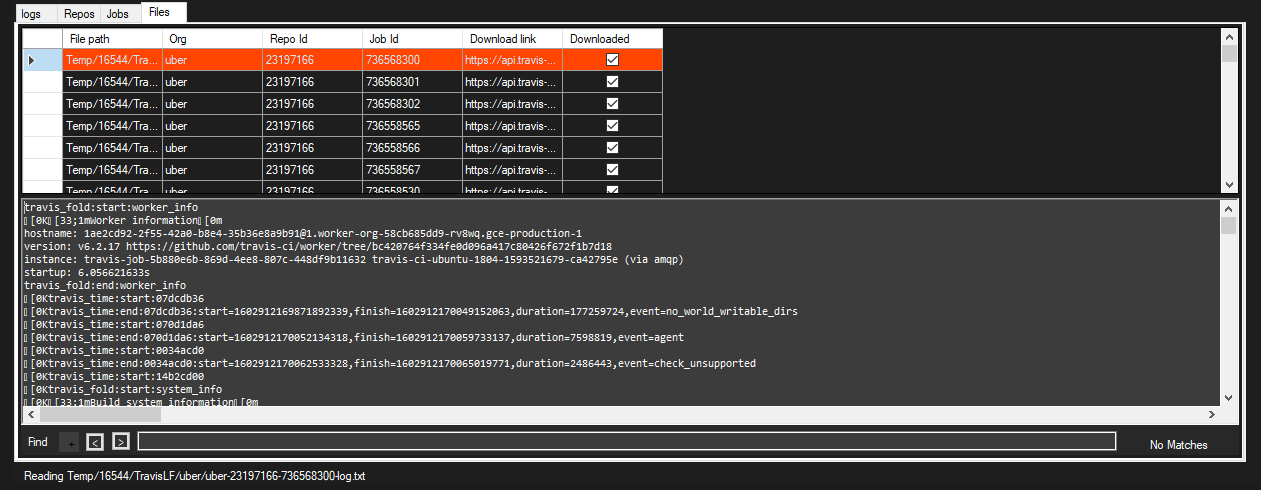 logs Repos Jobs Files
File path Org Repo Id Job Id Download link Downloaded
Temp/16544/Tra... uber 23197166 736568300 https://api.travis-...
Temp/16544/Tra... uber 23197166 736568301 https://api.travis-...
Temp/16544/Tra... uber 23197166 736568302 https://api.travis-...
Temp/16544/Tra... uber 23197166 736558565 https://api.travis-...
Temp/16544/Tra... uber 23197166 736558566 https://api.travis-...
Temp/16544/Tra... uber 23197166 736558567 https://api.travis-...
Temp/16544/Tra... uber 23197166 736558530 https://api.travis-...
travis_fold:start:worker_info
[0K[33;1mWorker information[0m
hostname: 1ae2cd92-2f55-42a0-b8e4-35b36e8a9b91@1.worker-org-58cb685dd9-rv8wq.gce-production-1
version: v6.2.17 https://github.com/travis-ci/worker/tree/bc420764f334fe0d096a417c80426f672f1b7d18
instance: travis-job-5b880e6b-869d-4ee8-807c-448df9b11632 travis-ci-ubuntu-1804-1593521679-ca42795e (via amqp)
startup: 6.056621633s
travis_fold:end:worker_info
[0Ktravis_time:start:07dcdb36
[0Ktravis_time:end:07dcdb36:start=1602912169871892339,finish=1602912170049152063,duration=177259724,event=no_world_writable_dirs
[0Ktravis_time:start:070d1da6
[0Ktravis_time:end:070d1da6:start=1602912170052134318,finish=1602912170059733137,duration=7598819,event=agent
[0Ktravis_time:start:0034acd0
[0Ktravis_time:end:0034acd0:start=1602912170062533328,finish=1602912170065019771,duration=2486443,event=check_unsupported
[0Ktravis_time:start:14b2cd00
[0Ktravis_fold:start:system_info
[0K[33;1mBuild system information[0m
Find + < > No Matches
Reading Temp/16544/TravisLF/uber/uber-23197166-736568300-log.txt